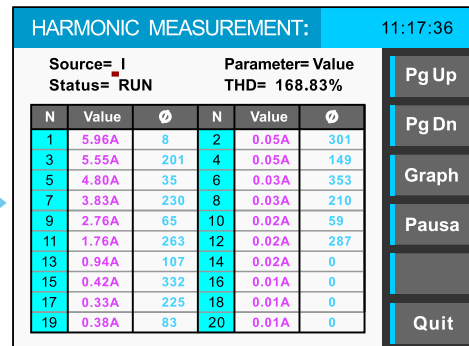 HARMONIC MEASUREMENT: 11:17:36
Source= I Parameter= Value
Status= RUN THD= 168.83%
Pg Up
N Value Ø N Value Ø
1 5.96A 8 2 0.05A 301
3 5.55A 201 4 0.05A 149
5 4.80A 35 6 0.03A 353
7 3.83A 230 8 0.03A 210
9 2.76A 65 10 0.02A 59
11 1.76A 263 12 0.02A 287
13 0.94A 107 14 0.02A 0
15 0.42A 332 16 0.01A 0
17 0.33A 225 18 0.01A 0
19 0.38A 83 20 0.01A 0
Pg Dn
Graph
Pausa
Quit